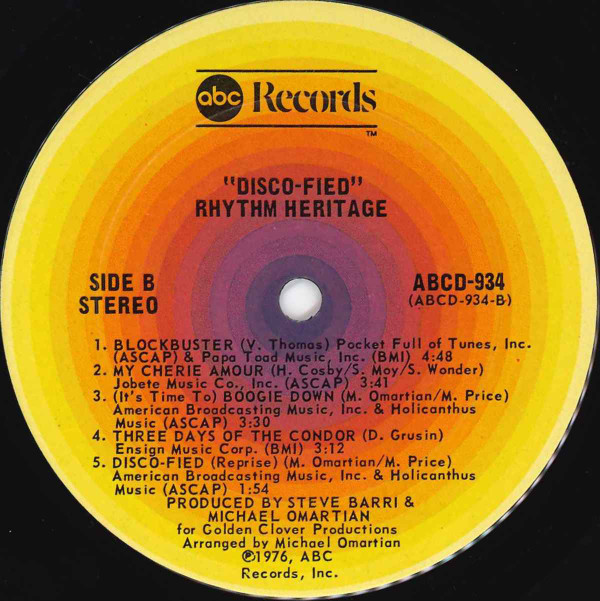 abc Records
TM
"DISCO-FIED"
RHYTHM HERITAGE
SIDE B
STEREO
ABCD-934
(ABCD-934-B)
1. BLOCKBUSTER (V. Thomas) Pocket Full of Tunes, Inc.
(ASCAP) & Papa Toad Music, Inc. (BMI) 4:48
2. MY CHERIE AMOUR (H. Cosby/S. Moy/S. Wonder)
Jobete Music Co., Inc. (ASCAP) 3:41
3. (It's Time To) BOOGIE DOWN (M. Omartian/M. Price)
American Broadcasting Music, Inc. & Holicanthus
Music (ASCAP) 3:30
4. THREE DAYS OF THE CONDOR (D. Grusin)
Ensign Music Corp. (BMI) 3:12
5. DISCO-FIED (Reprise) (M. Omartian/M. Price)
American Broadcasting Music, Inc. & Holicanthus
Music (ASCAP) 1:54
PRODUCED BY STEVE BARRI &
MICHAEL OMARTIAN
for Golden Clover Productions
Arranged by Michael Omartian
℗1976, ABC
Records, Inc.